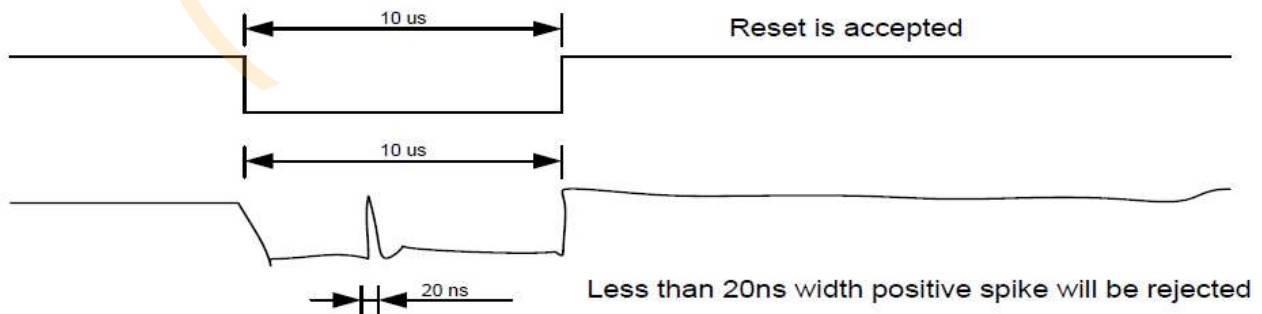 10 us
Reset is accepted
10 us
20 ns
Less than 20ns width positive spike will be rejected